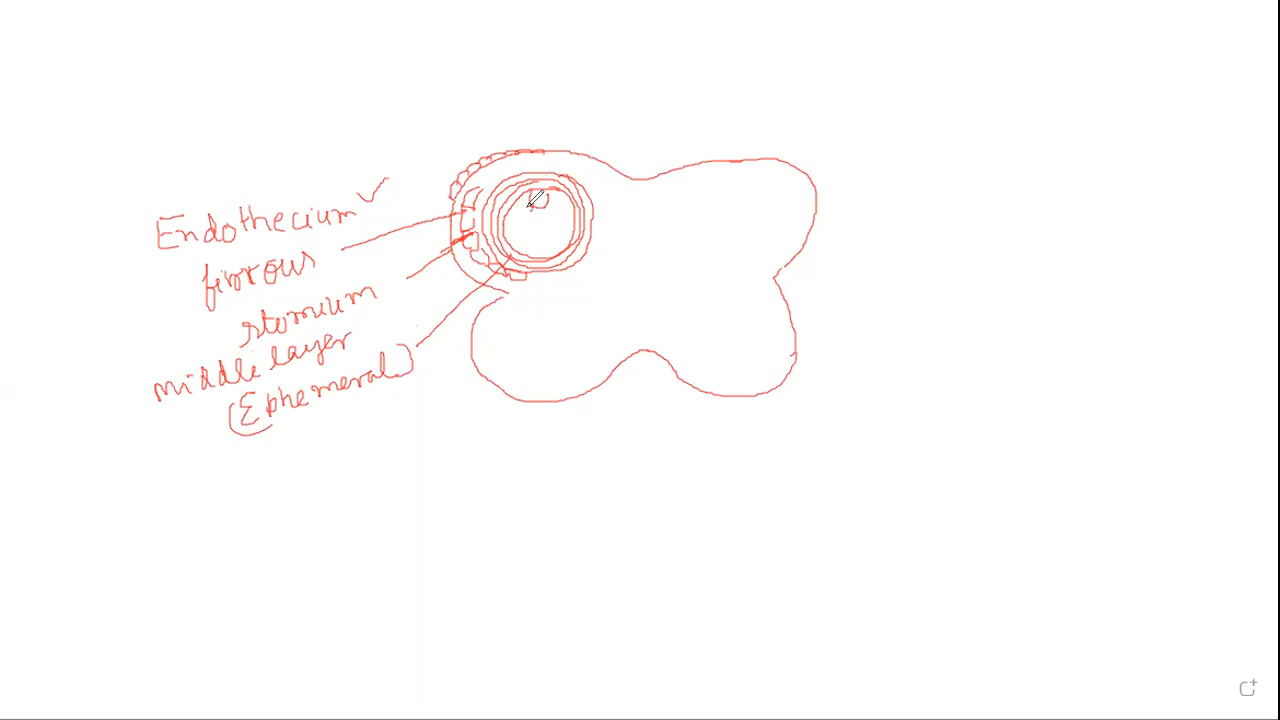 Endothecium ✓
fibrous
stomium
middle layer
(Ephemeral)